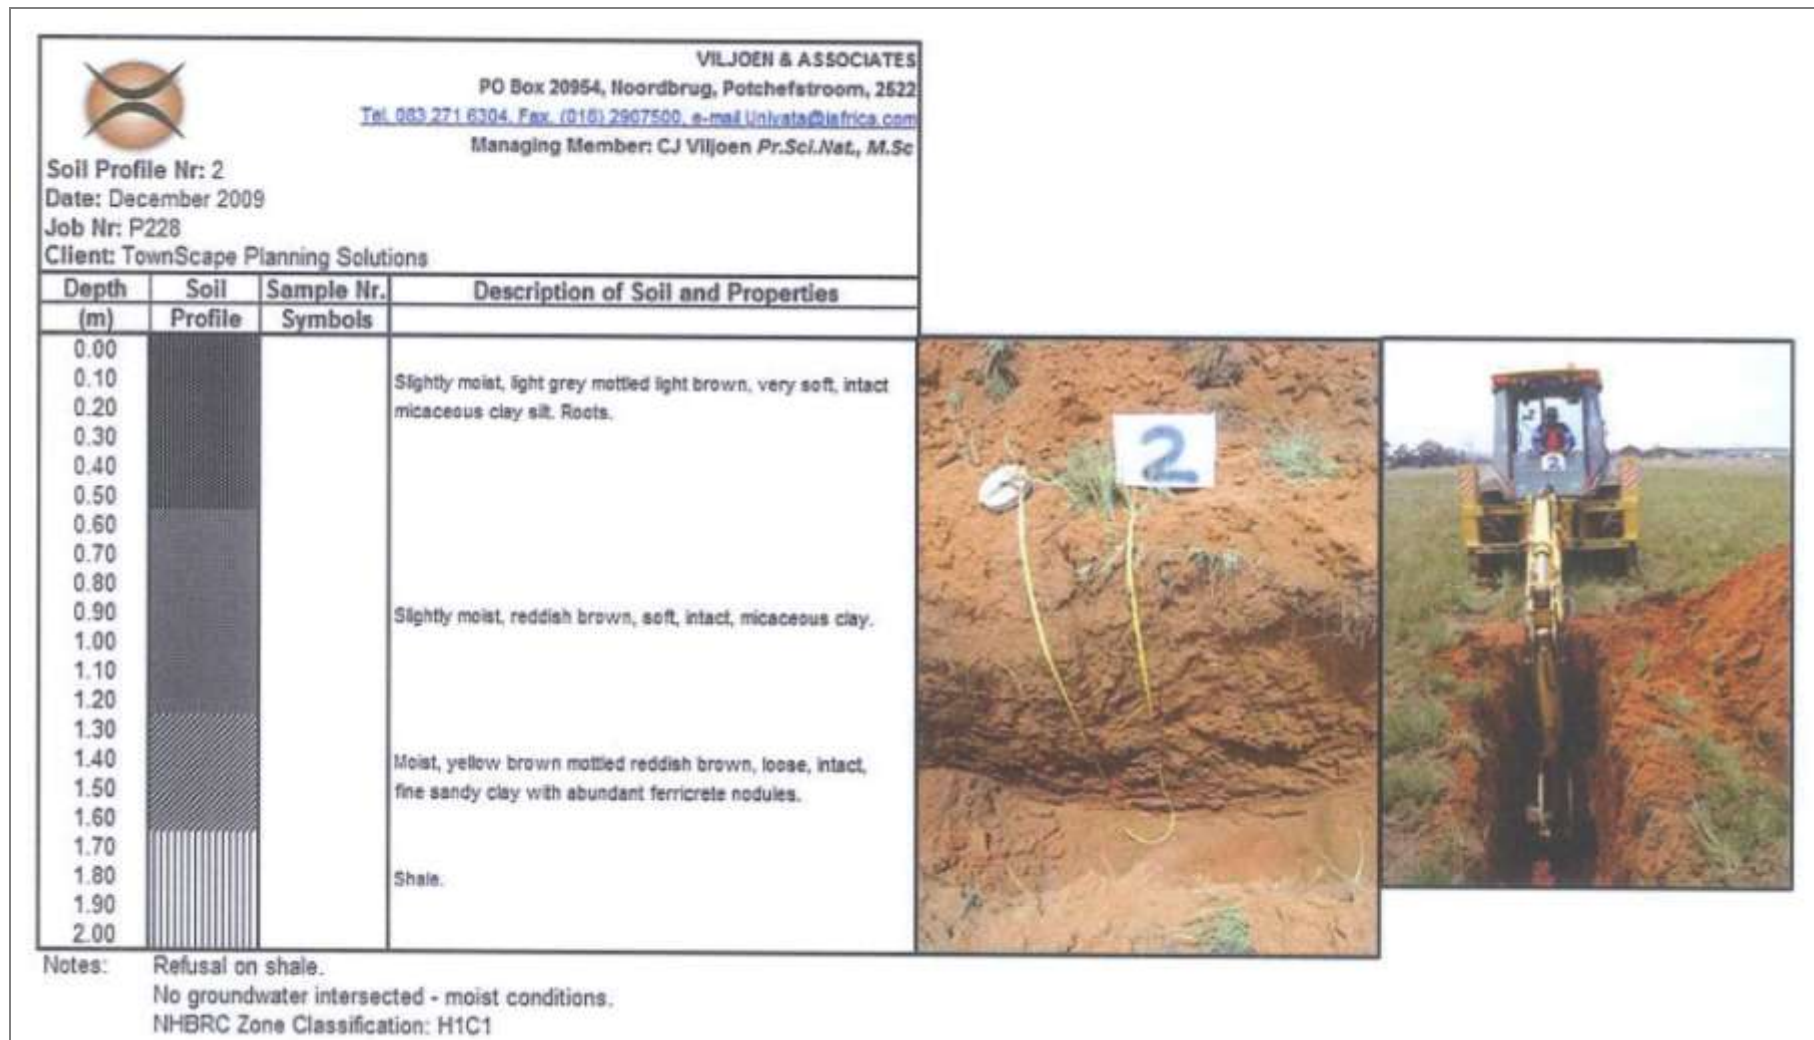 VILJOEN & ASSOCIATES
PO Box 20954, Noordbrug, Potchefstroom, 2522
Tel. 083 271 6304, Fax. (018) 2907500, e-mail Univata@iafrica.com
Managing Member: CJ Viljoen Pr.Sci.Nat., M.Sc
Soil Profile Nr: 2
Date: December 2009
Job Nr: P228
Client: TownScape Planning Solutions
Depth Soil Sample Nr. Description of Soil and Properties
(m) Profile Symbols
0.00
0.10 Slightly moist, light grey mottled light brown, very soft, intact
0.20 micaceous clay silt. Roots.
0.30
0.40
0.50
0.60
0.70
0.80
0.90 Slightly moist, reddish brown, soft, intact, micaceous clay.
1.00
1.10
1.20
1.30
1.40 Moist, yellow brown mottled reddish brown, loose, intact,
1.50 fine sandy clay with abundant ferricrete nodules.
1.60
1.70
1.80 Shale.
1.90
2.00
2
2
Notes: Refusal on shale.
No groundwater intersected - moist conditions.
NHBRC Zone Classification: H1C1